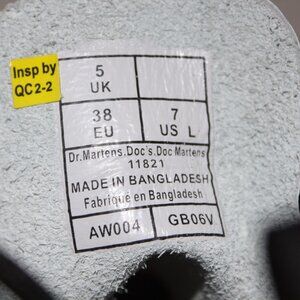 Insp by
QC2-2
5
UK
38
EU
7
US L
Dr.Martens.Doc's.Doc Martens
11821
MADE IN BANGLADESH
Fabriqué en Bangladesh
AW004
GB06V